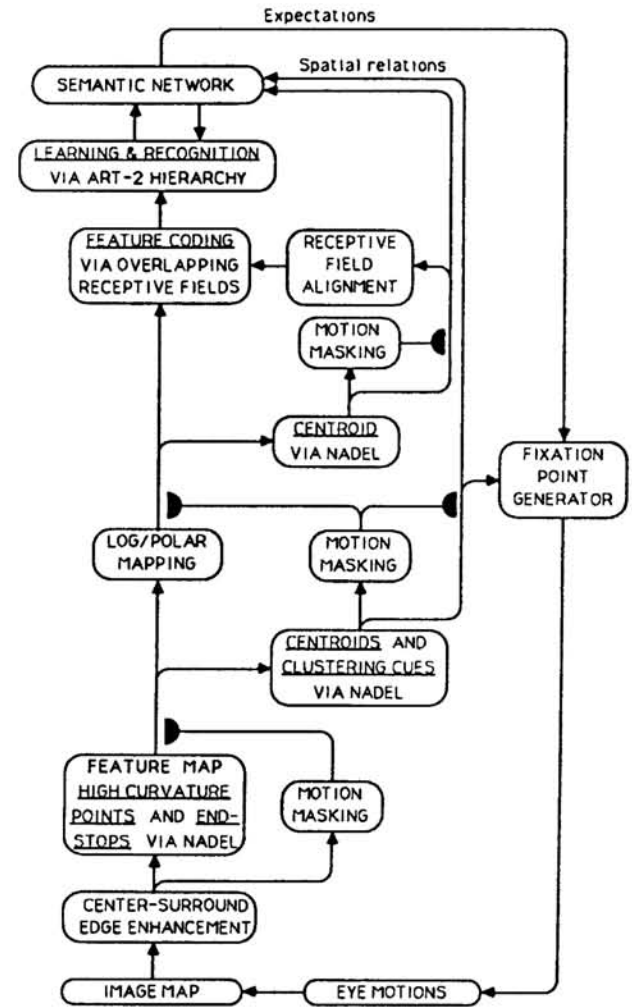 Expectations
Spatial relations
SEMANTIC NETWORK
LEARNING & RECOGNITION
VIA ART-2 HIERARCHY
FEATURE CODING
VIA OVERLAPPING
RECEPTIVE FIELDS
RECEPTIVE
FIELD
ALIGNMENT
MOTION
MASKING
CENTROID
VIA NADEL
FIXATION
POINT
GENERATOR
LOG/POLAR
MAPPING
MOTION
MASKING
CENTROIDS AND
CLUSTERING CUES
VIA NADEL
FEATURE MAP
HIGH CURVATURE
POINTS AND END-
STOPS VIA NADEL
MOTION
MASKING
CENTER-SURROUND
EDGE ENHANCEMENT
IMAGE MAP
EYE MOTIONS